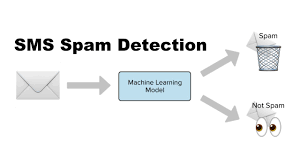 SMS Spam Detection
Spam
Machine Learning
Model
Not Spam